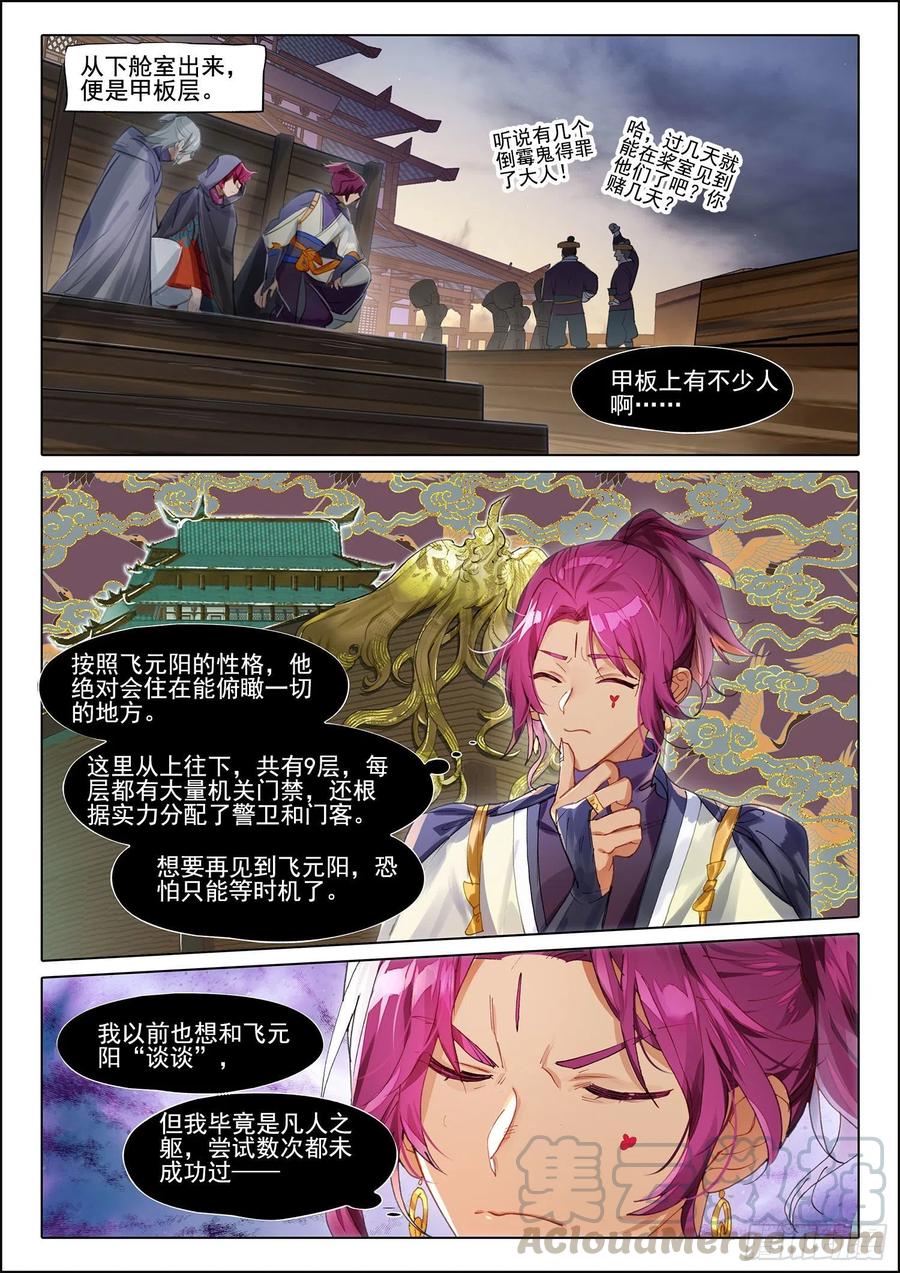 从下舱室出来，
便是甲板层。
听说有几个
倒霉鬼得罪
了大人！
哈，过几天就
能在奖室见到
他们了吧？你
赌几天？
甲板上有不少人
啊……
按照飞元阳的性格，他
绝对会住在能俯瞰一切
的地方。
这里从上往下，共有9层，每
层都有大量机关门禁，还根
据实力分配了警卫和门客。
想要再见到飞元阳，恐
怕只能等时机了。
我以前也想和飞元
阳“谈谈”，
但我毕竟是凡人之
躯，尝试数次都未
成功过——
集云数据
AcloudMerge.com